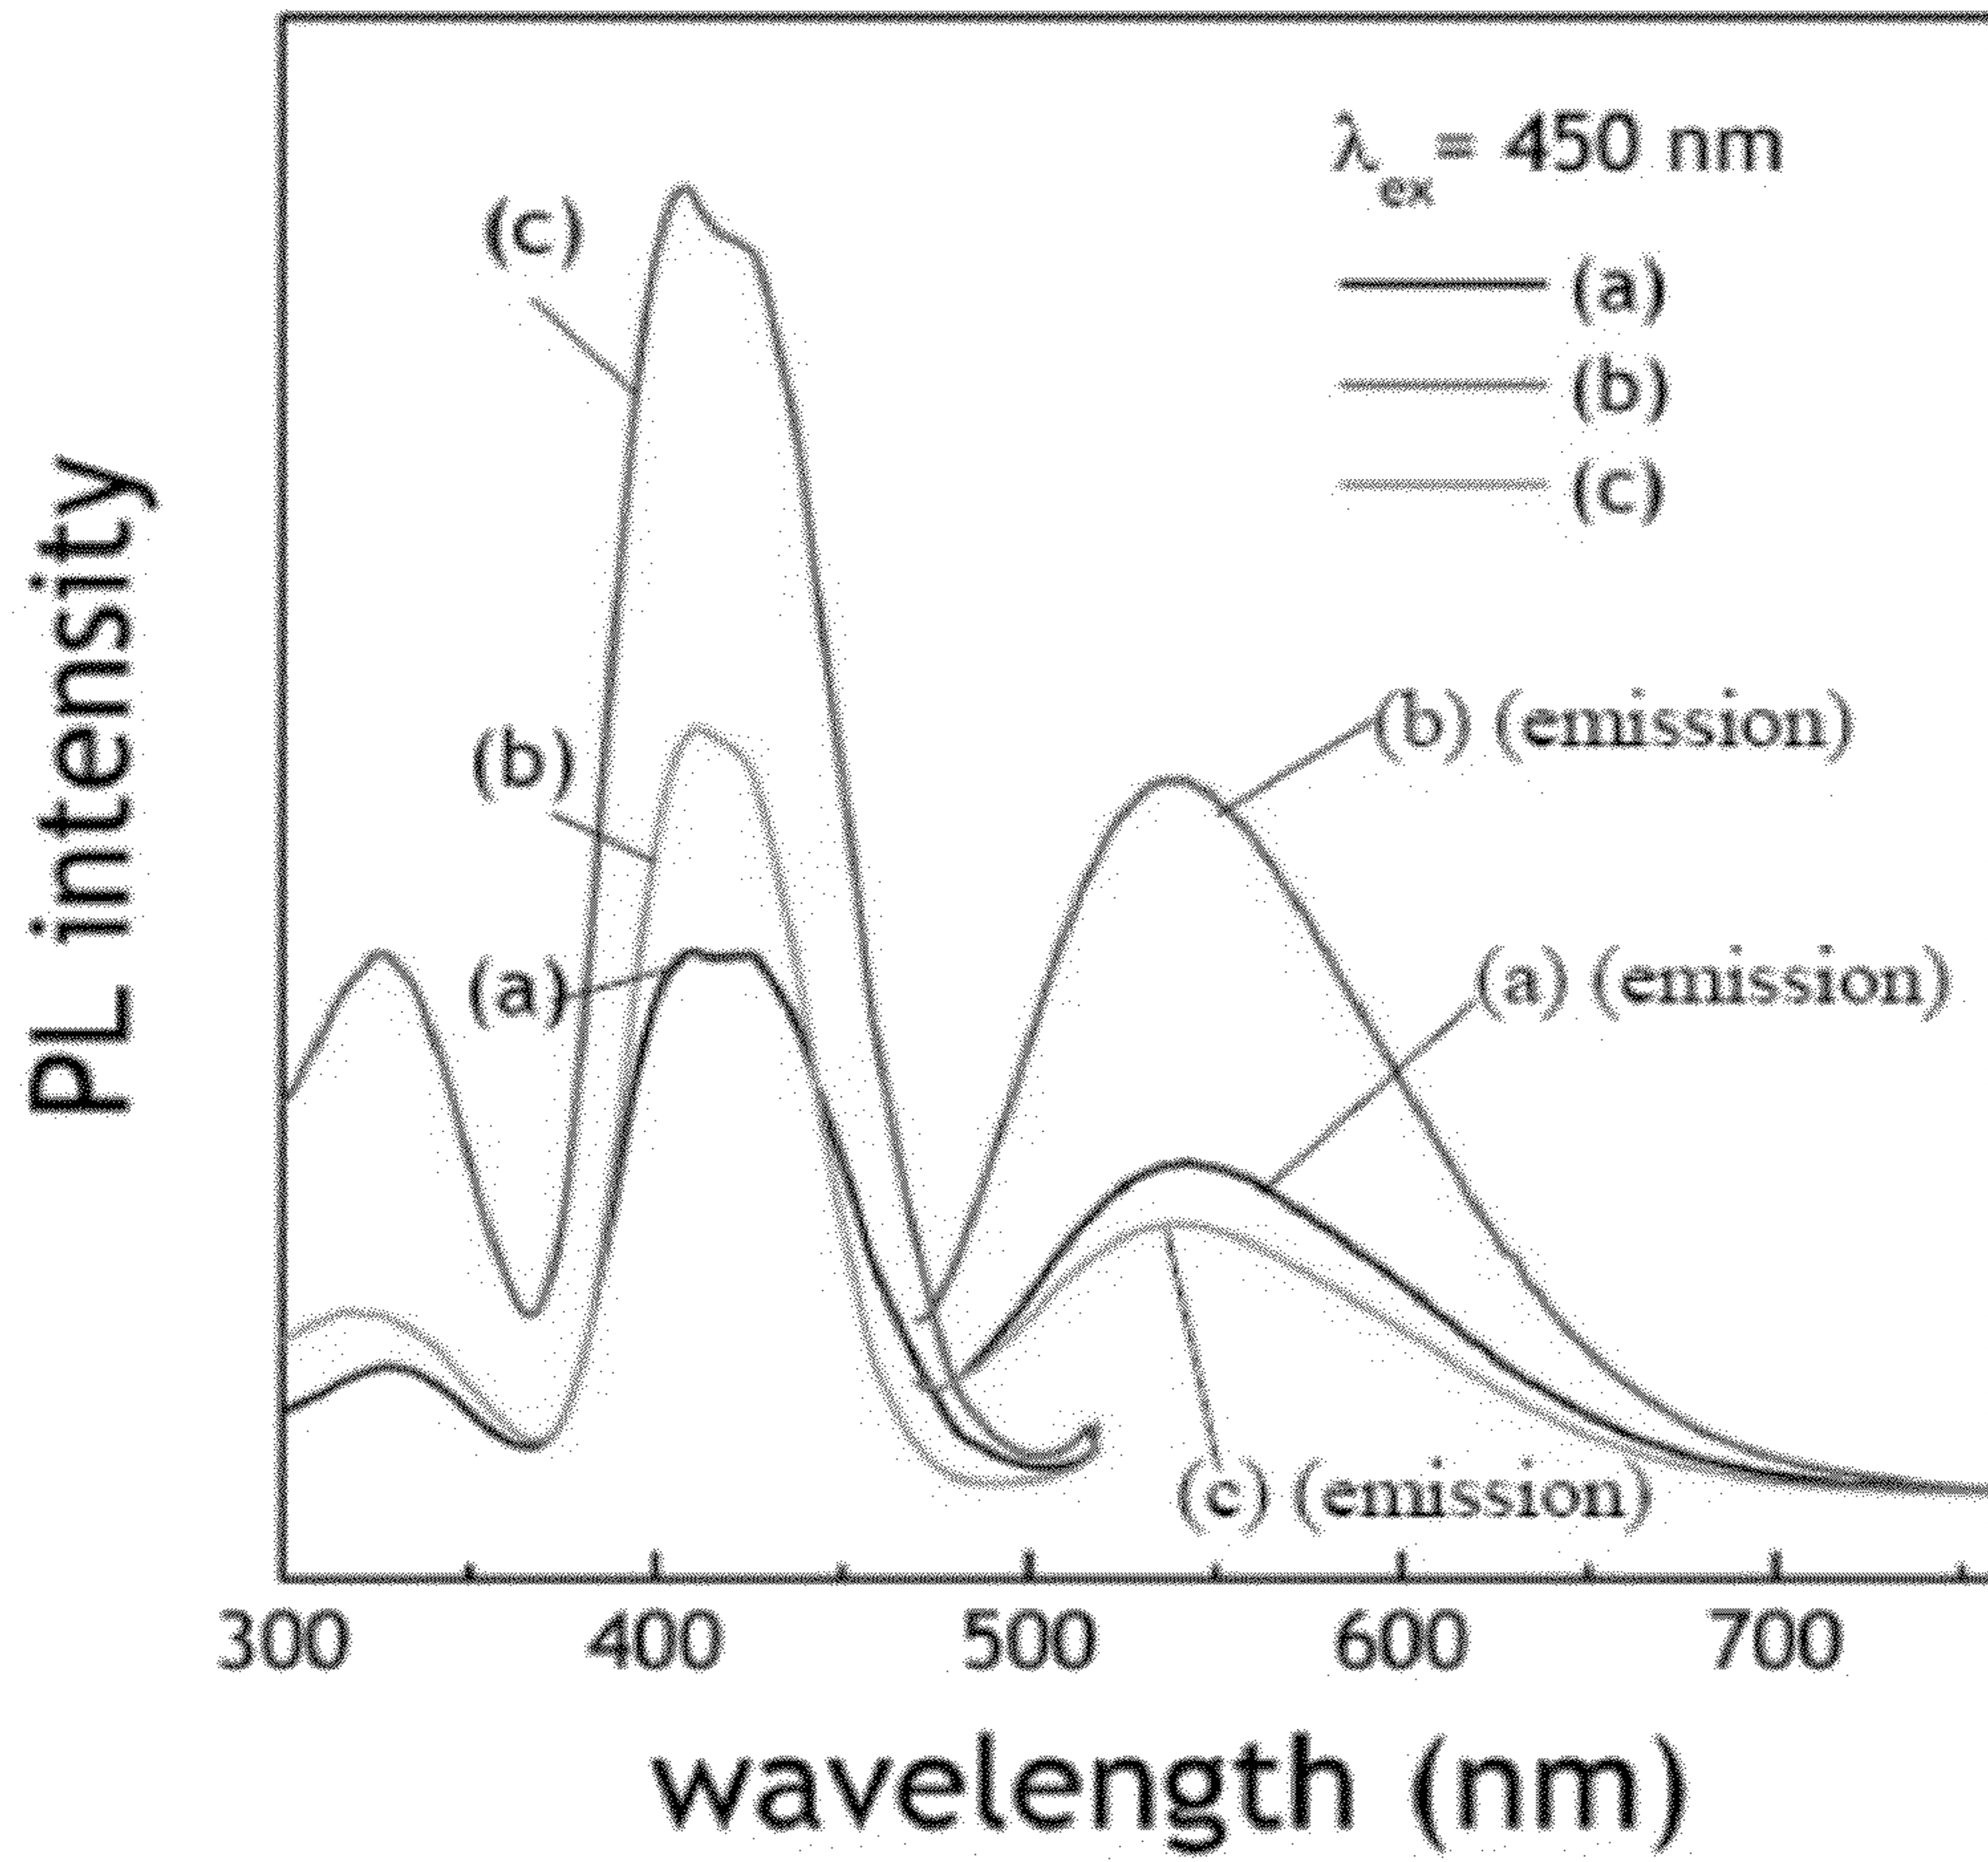 λex = 450 nm
(a)
(b)
(c)
(c)
(b)
(a)
(b) (emission)
(a) (emission)
(c) (emission)
PL intensity
300 400 500 600 700
wavelength (nm)